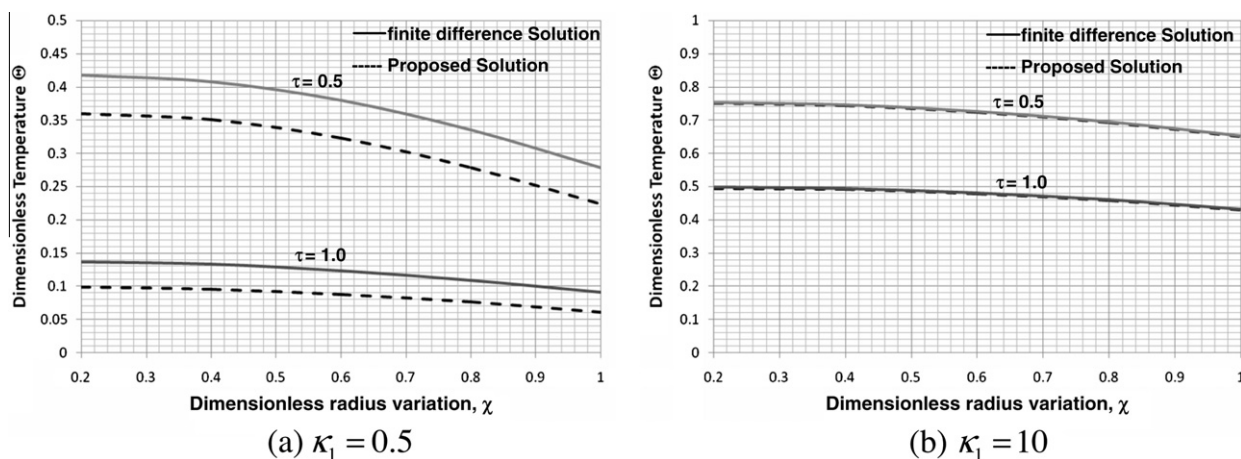 0.5
0.45
0.4
0.35
0.3
0.25
0.2
0.15
0.1
0.05
0
Dimensionless Temperature Θ
finite difference Solution
Proposed Solution
τ= 0.5
τ= 1.0
0.2 0.3 0.4 0.5 0.6 0.7 0.8 0.9 1
Dimensionless radius variation, χ
(a) κ₁ = 0.5
1
0.9
0.8
0.7
0.6
0.5
0.4
0.3
0.2
0.1
0
Dimensionless Temperature Θ
finite difference Solution
Proposed Solution
τ= 0.5
τ= 1.0
0.2 0.3 0.4 0.5 0.6 0.7 0.8 0.9 1
Dimensionless radius variation, χ
(b) κ₁ = 10